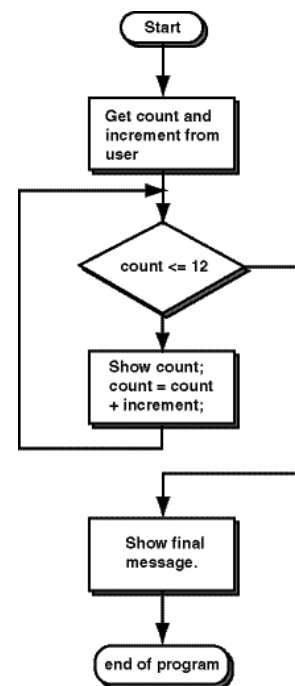 Start
Get count and
increment from
user
count <= 12
Show count;
count = count
+ increment;
Show final
message.
end of program